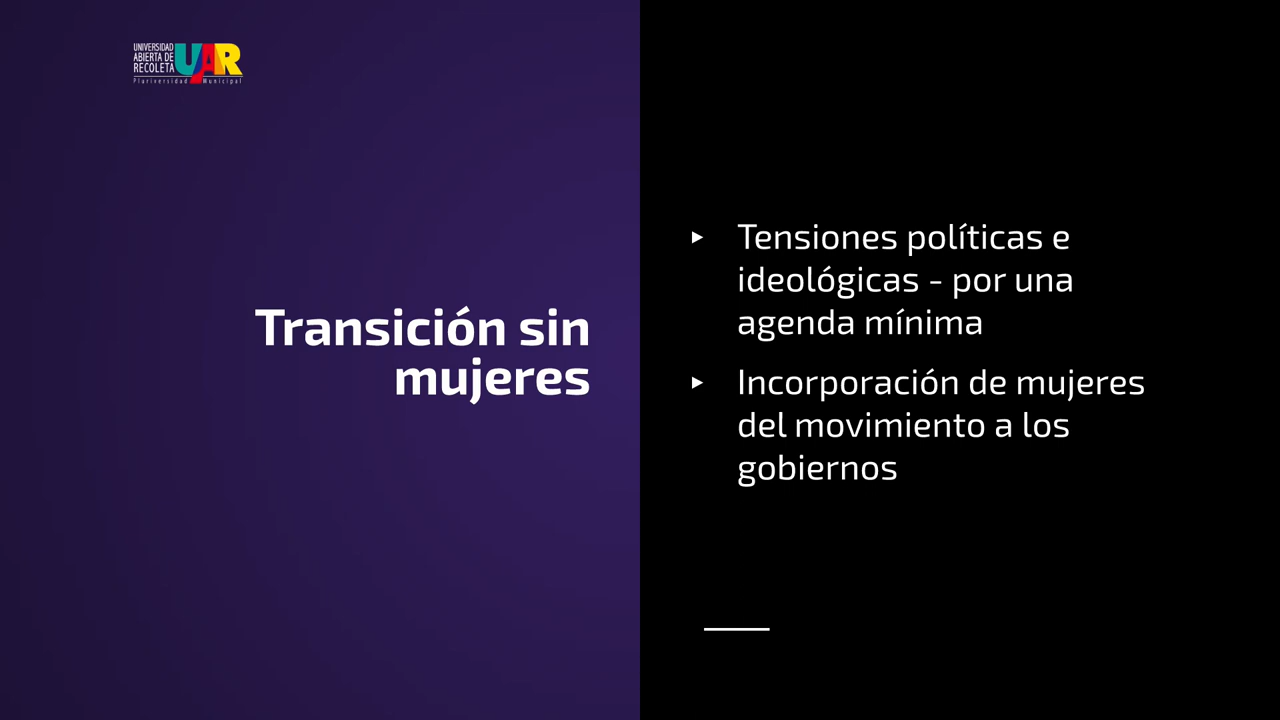 UNIVERSIDAD
ABIERTA DE
RECOLETA
UAR
Pluriversidad Municipal
Transición sin
mujeres
Tensiones políticas e
ideológicas - por una
agenda mínima
Incorporación de mujeres
del movimiento a los
gobiernos